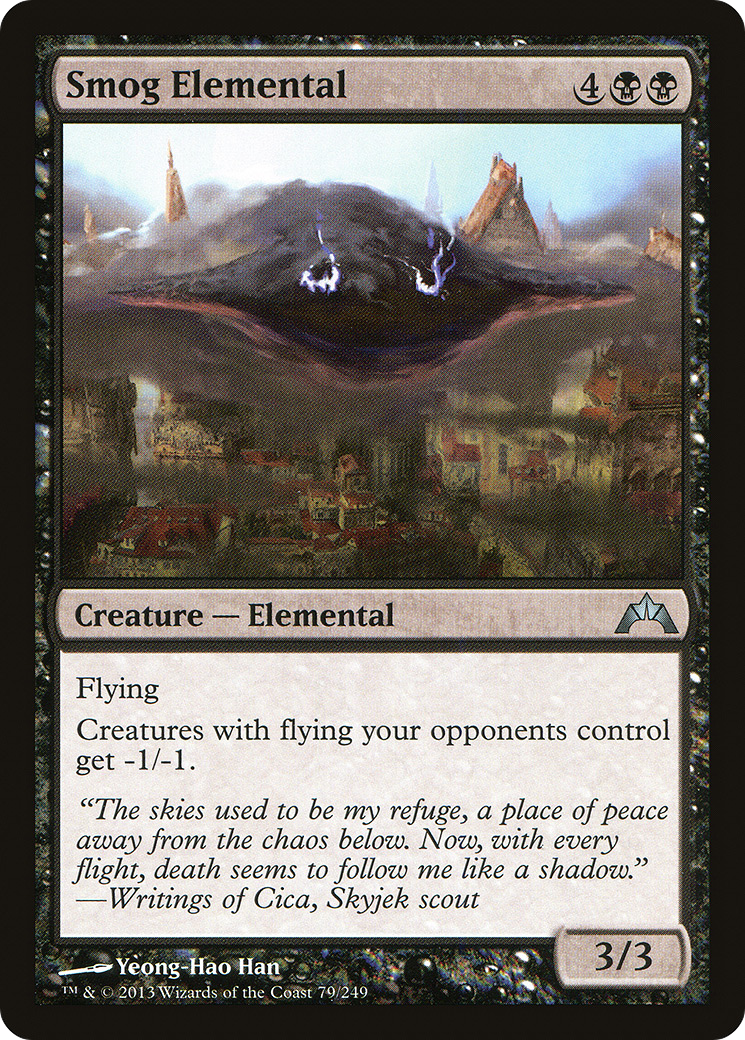 Smog Elemental 4
Creature — Elemental
Flying
Creatures with flying your opponents control
get -1/-1.
“The skies used to be my refuge, a place of peace
away from the chaos below. Now, with every
flight, death seems to follow me like a shadow.”
—Writings of Cica, Skyjek scout
3/3
Yeong-Hao Han
™ & © 2013 Wizards of the Coast 79/249